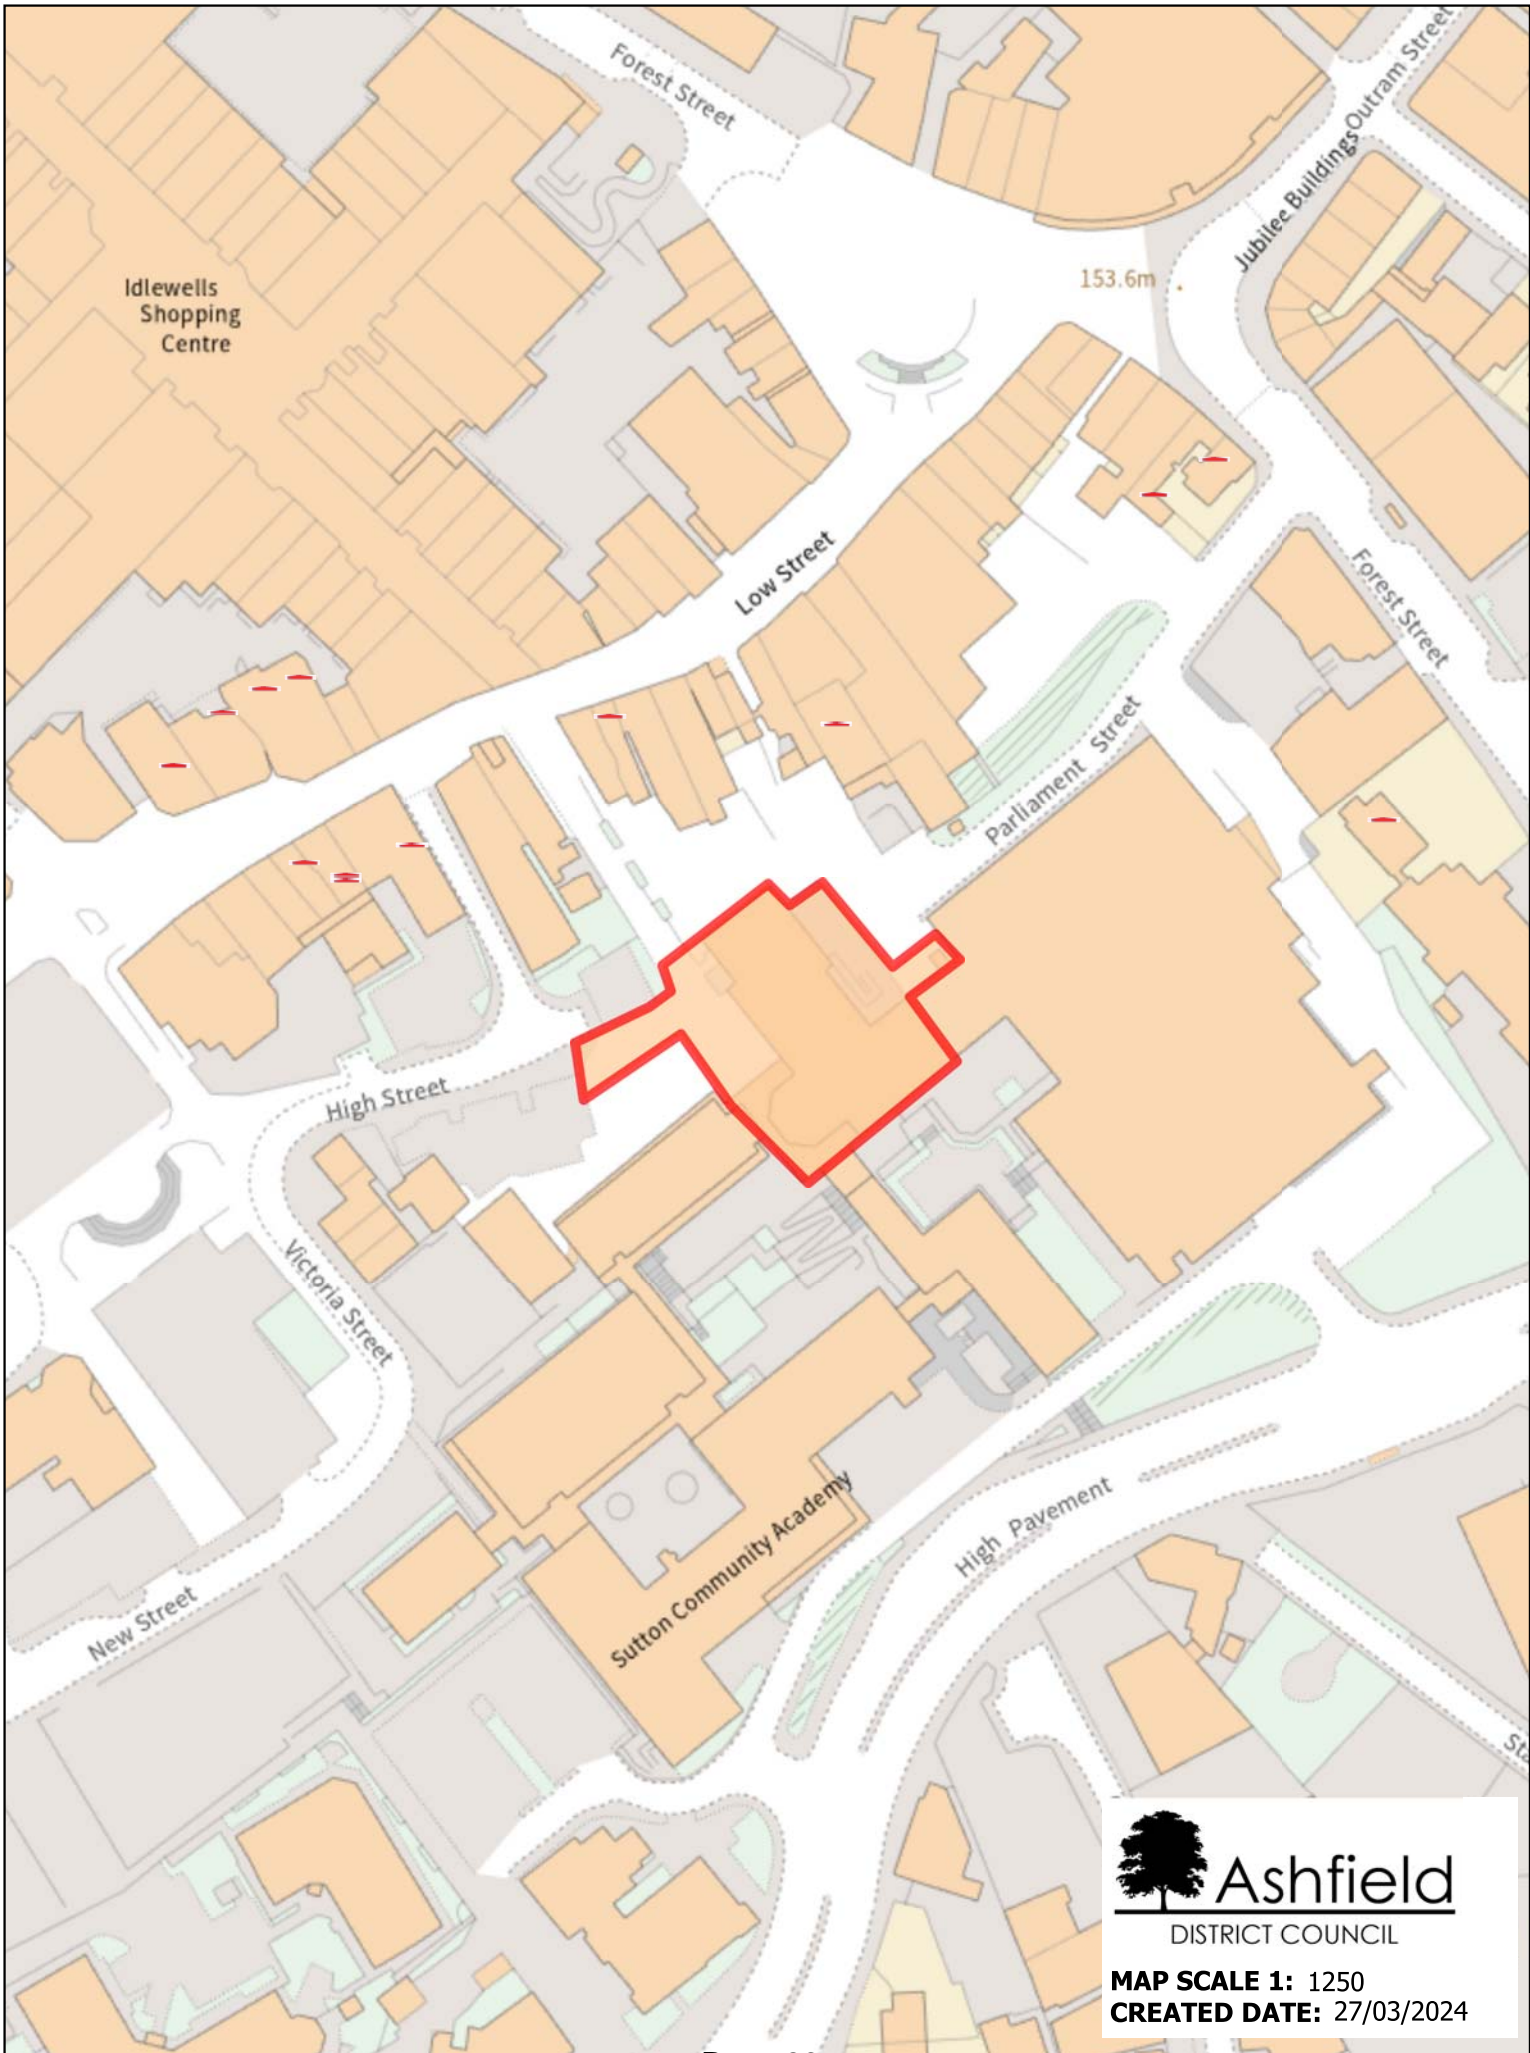 Forest Street
Outram Street
Jubilee Buildings
153.6m
Idlewells
Shopping
Centre
Low Street
Forest Street
Parliament Street
High Street
Victoria Street
High Pavement
Sutton Community Academy
New Street
Ashfield
DISTRICT COUNCIL
MAP SCALE 1: 1250
CREATED DATE: 27/03/2024